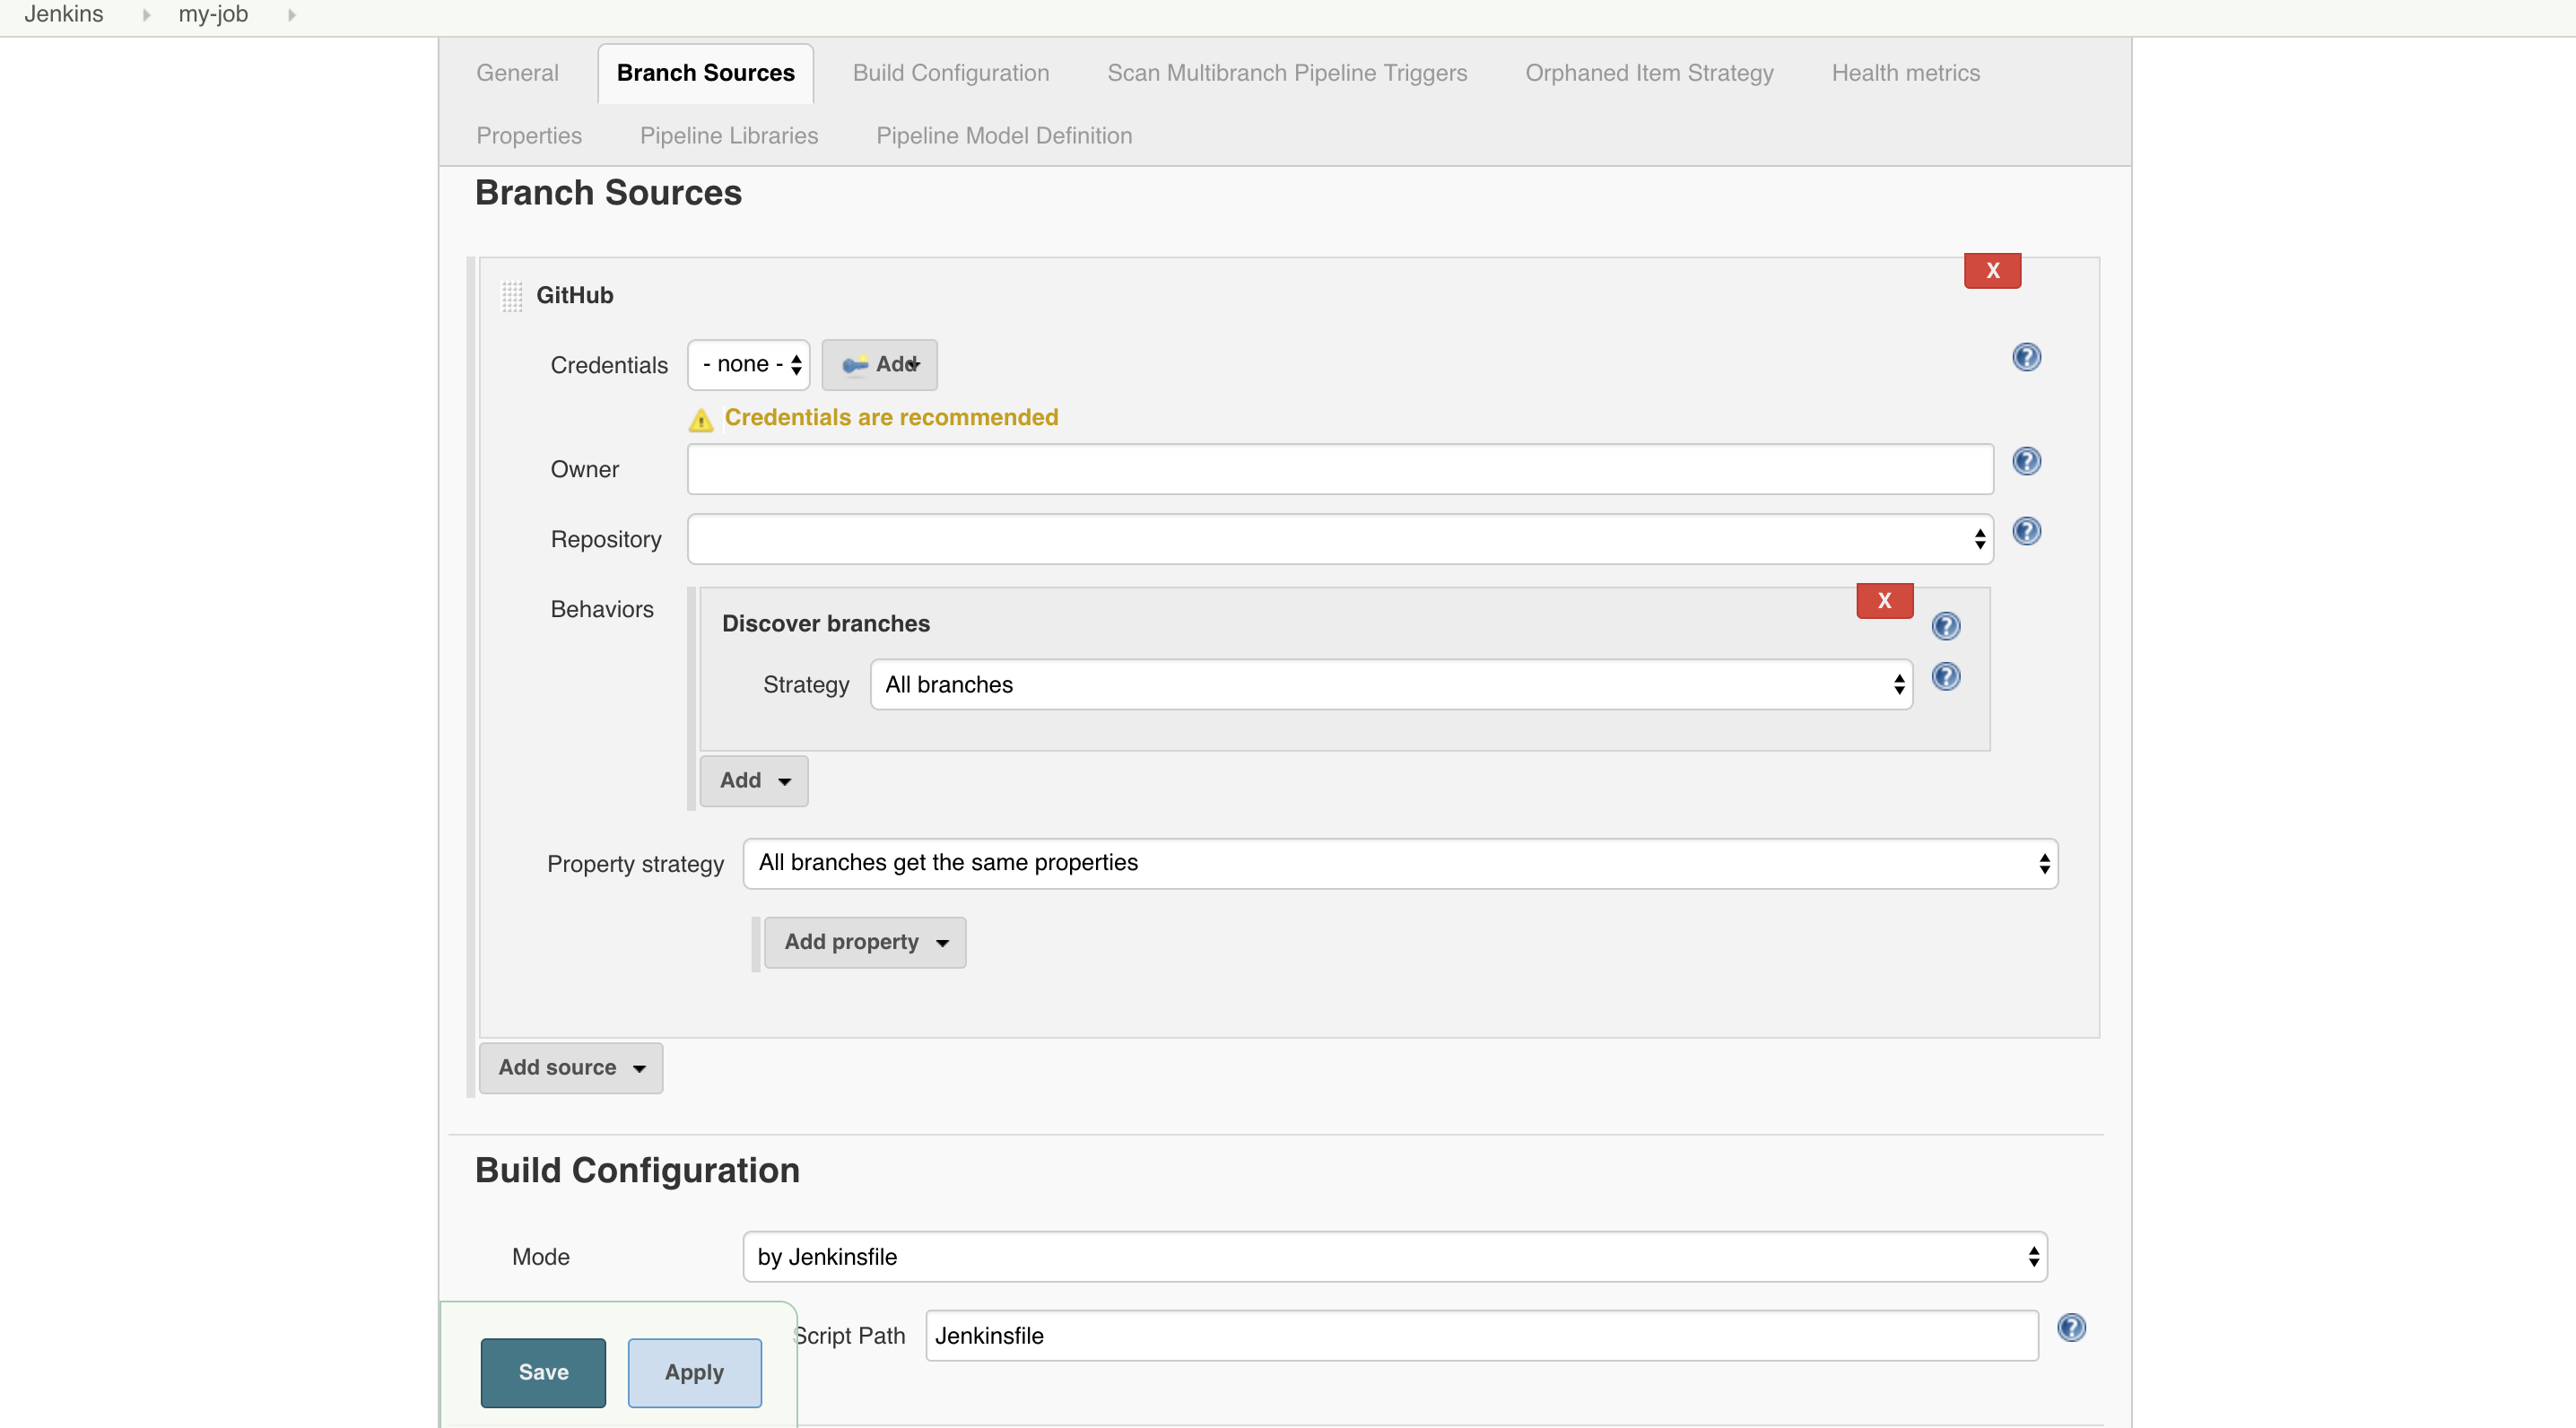 Jenkins my-job
General Branch Sources Build Configuration Scan Multibranch Pipeline Triggers Orphaned Item Strategy Health metrics
Properties Pipeline Libraries Pipeline Model Definition
Branch Sources
X
GitHub
Credentials - none - Add
Credentials are recommended
Owner
Repository
Behaviors
X
Discover branches
Strategy All branches
Add
Property strategy All branches get the same properties
Add property
Add source
Build Configuration
Mode by Jenkinsfile
Script Path Jenkinsfile
Save Apply